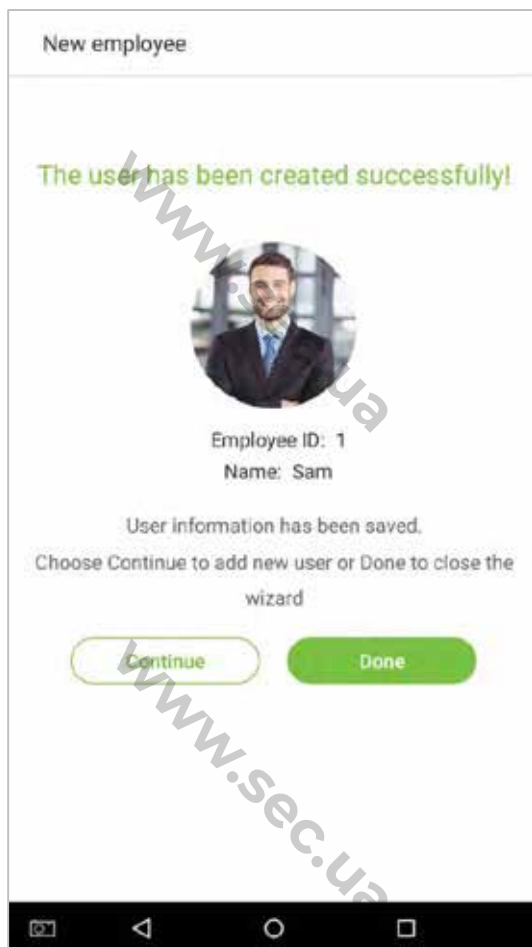 New employee
The user has been created successfully!
Employee ID: 1
Name: Sam
User information has been saved.
Choose Continue to add new user or Done to close the
wizard
Continue
Done
www.sec.ua
www.sec.ua